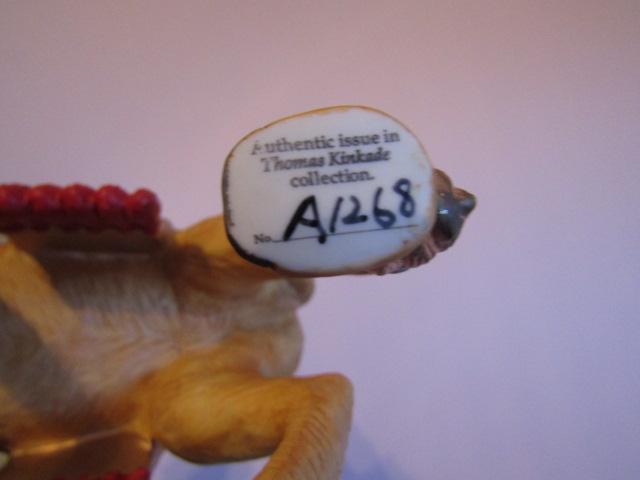 Authentic issue in
Thomas Kinkade
collection.
No. A1268